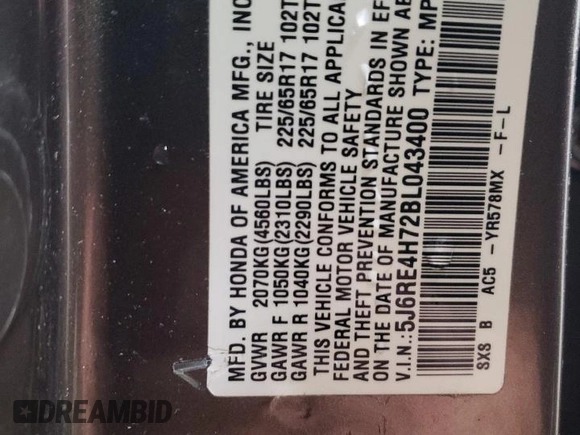 MFD. BY HONDA OF AMERICA MFG., INC
TIRE SIZE
GVWR 2070KG(4560LBS)
GAWR F 1050KG(2310LBS) 225/65R17 102T
GAWR R 1040KG(2290LBS) 225/65R17 102T
THIS VEHICLE CONFORMS TO ALL APPLICA
FEDERAL MOTOR VEHICLE SAFETY
AND THEFT PREVENTION STANDARDS IN EF
ON THE DATE OF MANUFACTURE SHOWN AB
V.I.N.:5J6RE4H72BL043400 TYPE: MP
SXS B AC5 -YR578MX -F-L
DREAMBID